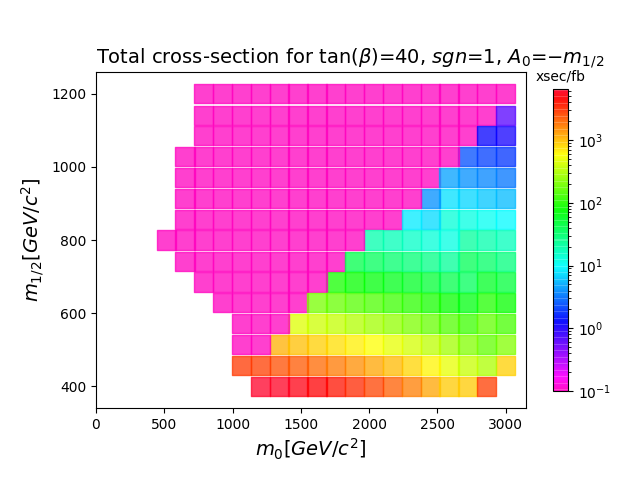 Total cross-section for tan(β)=40, sgn=1, A₀=−m₁/₂
xsec/fb
10³
10²
10¹
10⁰
10⁻¹
m₁/₂[GeV/c²]
1200
1000
800
600
400
0 500 1000 1500 2000 2500 3000
m₀[GeV/c²]